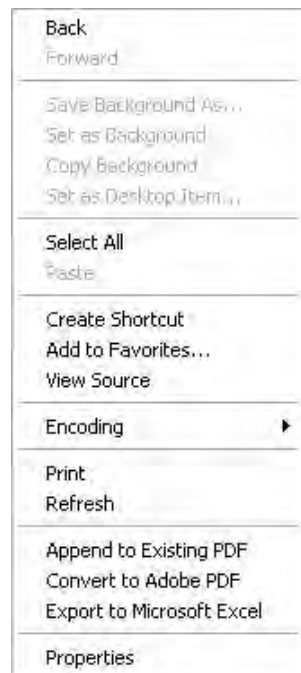 Back
Forward
Save Background As...
Set as Background
Copy Background
Set as Desktop Item...
Select All
Paste
Create Shortcut
Add to Favorites...
View Source
Encoding
Print
Refresh
Append to Existing PDF
Convert to Adobe PDF
Export to Microsoft Excel
Properties